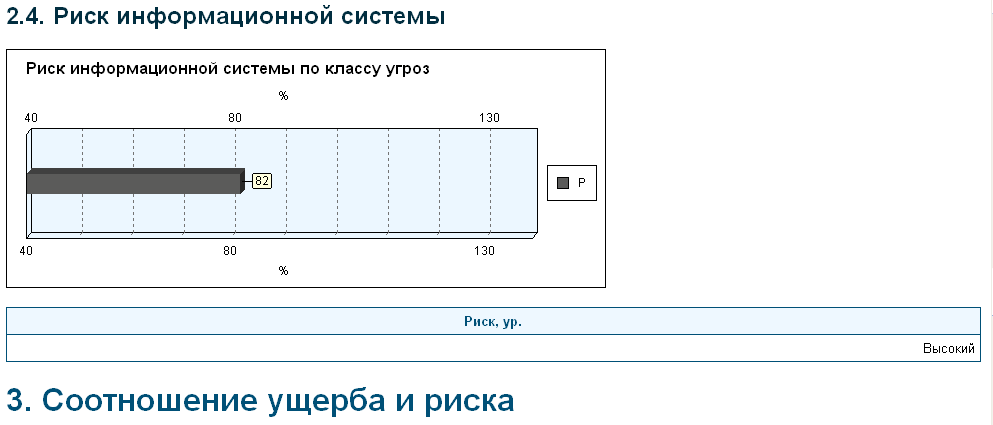 2.4. Риск информационной системы
Риск информационной системы по классу угроз
%
40 80 130
82
Р
40 80 130
%
Риск, ур.
Высокий
3. Соотношение ущерба и риска